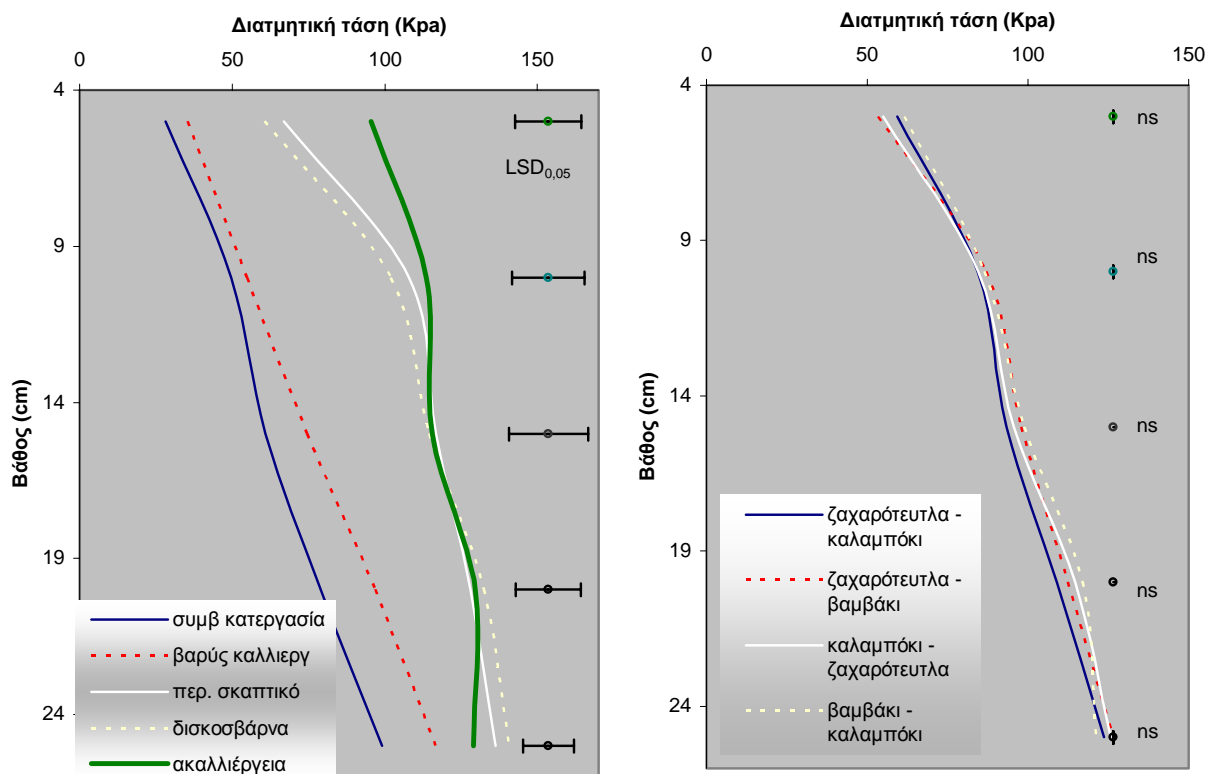 Διατμητική τάση (Kpa)
0 50 100 150
4
9
14
19
24
Βάθος (cm)
LSD0,05
συμβ κατεργασία
βαρύς καλλιεργ
περ. σκαπτικό
δισκοσβάρνα
ακαλλιέργεια
Διατμητική τάση (Kpa)
0 50 100 150
4
9
14
19
24
Βάθος (cm)
ns
ns
ns
ns
ns
ζαχαρότευτλα -
καλαμπόκι
ζαχαρότευτλα -
βαμβάκι
καλαμπόκι -
ζαχαρότευτλα
βαμβάκι -
καλαμπόκι